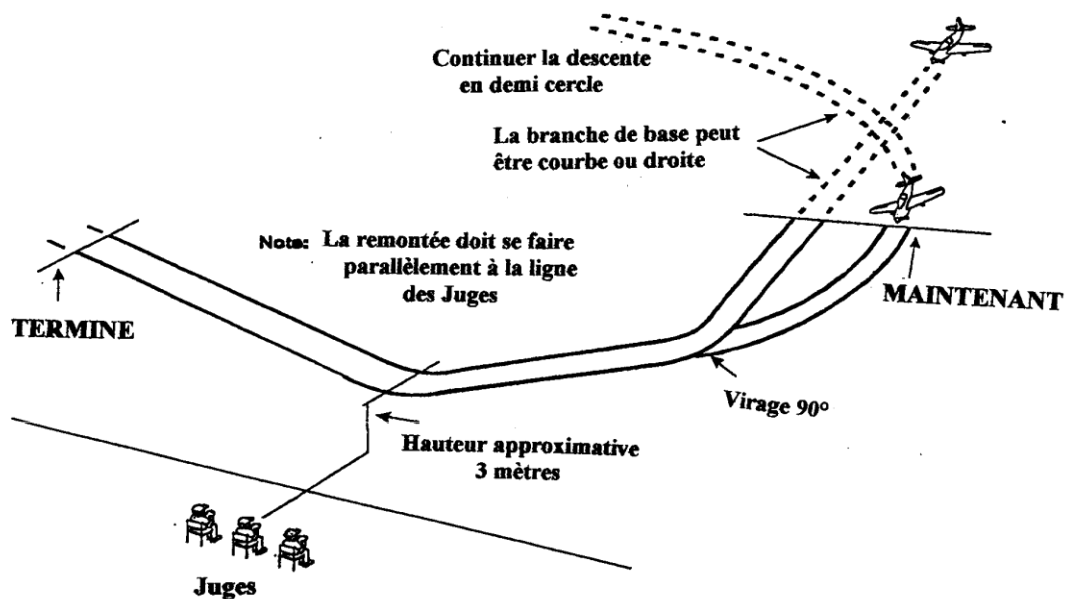 Continuer la descente
en demi cercle
La branche de base peut
être courbe ou droite
Note: La remontée doit se faire
parallèlement à la ligne
des Juges
MAINTENANT
TERMINE
Virage 90°
Hauteur approximative
3 mètres
Juges